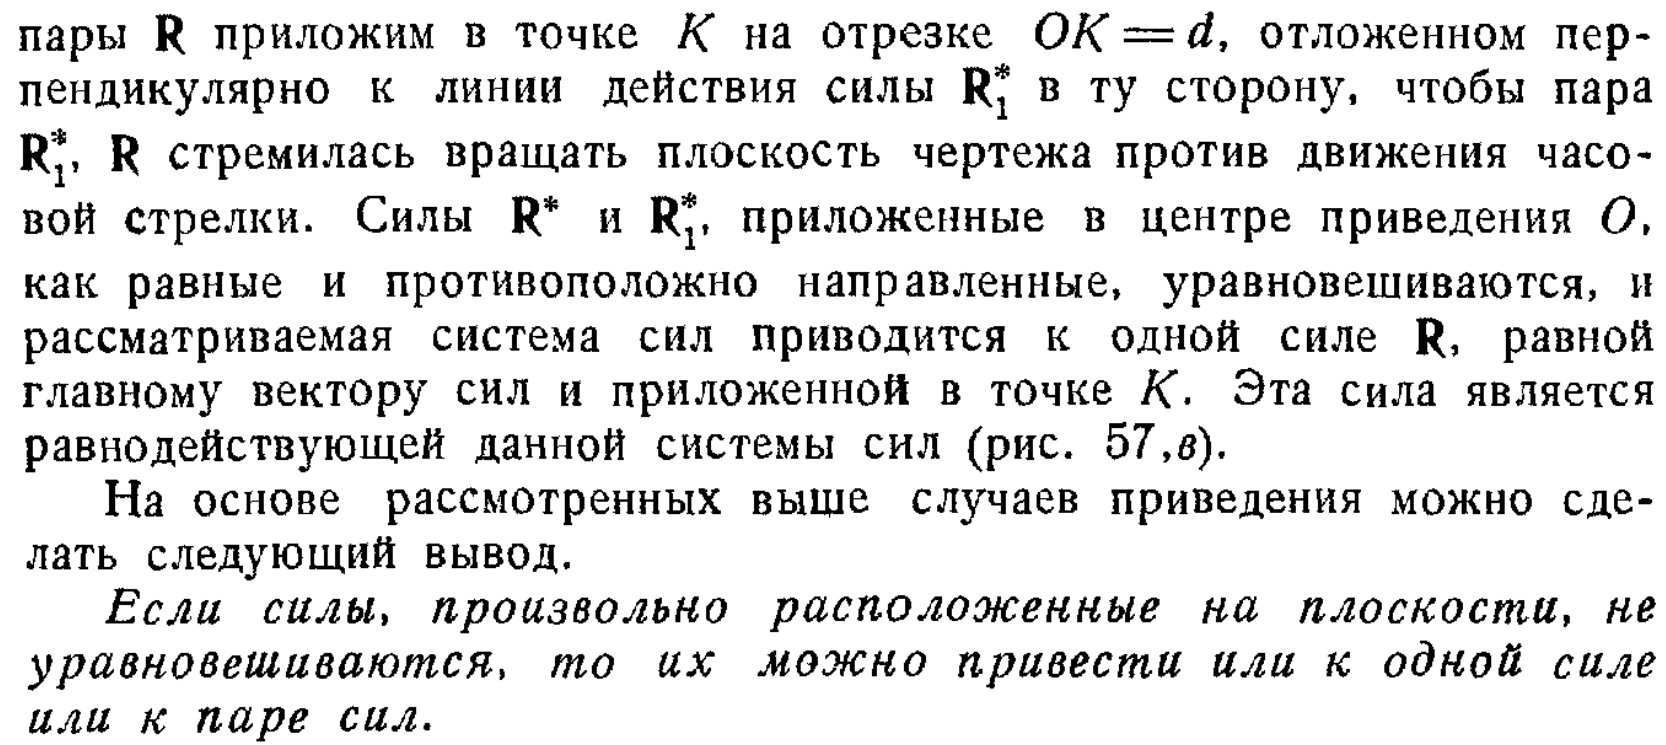 пары R приложим в точке K на отрезке OK = d, отложенном пер-
пендикулярно к линии действия силы R₁* в ту сторону, чтобы пара
R₁*, R стремилась вращать плоскость чертежа против движения часо-
вой стрелки. Силы R* и R₁*, приложенные в центре приведения O,
как равные и противоположно направленные, уравновешиваются, и
рассматриваемая система сил приводится к одной силе R, равной
главному вектору сил и приложенной в точке K. Эта сила является
равнодействующей данной системы сил (рис. 57,в).
На основе рассмотренных выше случаев приведения можно сде-
лать следующий вывод.
Если силы, произвольно расположенные на плоскости, не
уравновешиваются, то их можно привести или к одной силе
или к паре сил.